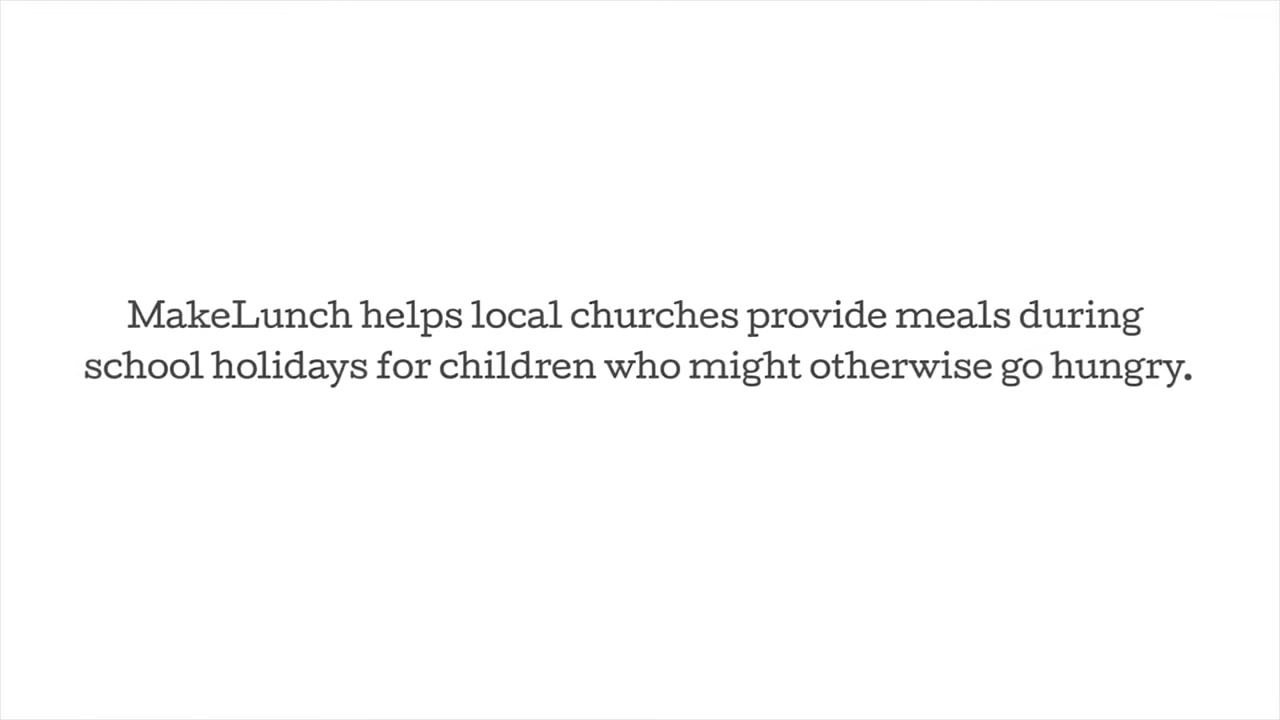 MakeLunch helps local churches provide meals during
school holidays for children who might otherwise go hungry.